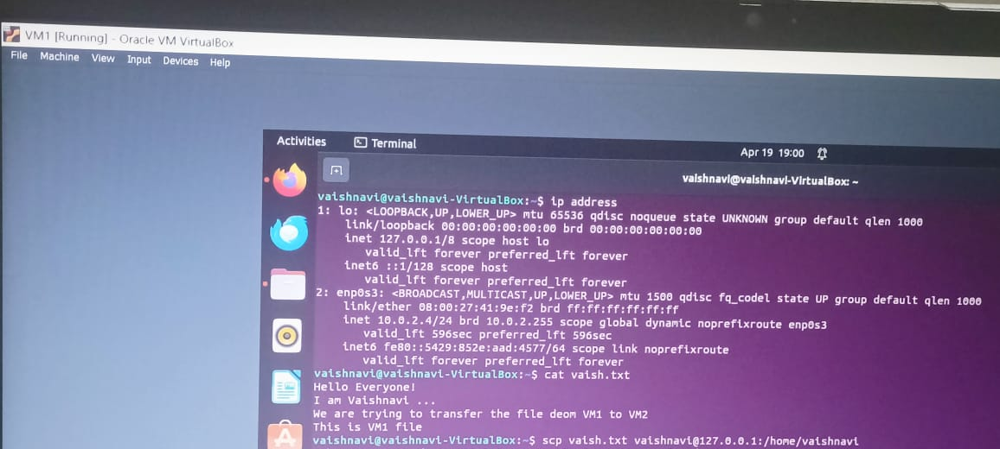 VM1 [Running] - Oracle VM VirtualBox
File Machine View Input Devices Help
Activities Terminal Apr 19 19:00
vaishnavi@vaishnavi-VirtualBox: ~
vaishnavi@vaishnavi-VirtualBox:~$ ip address
1: lo: <LOOPBACK,UP,LOWER_UP> mtu 65536 qdisc noqueue state UNKNOWN group default qlen 1000
link/loopback 00:00:00:00:00:00 brd 00:00:00:00:00:00
inet 127.0.0.1/8 scope host lo
valid_lft forever preferred_lft forever
inet6 ::1/128 scope host
valid_lft forever preferred_lft forever
2: enp0s3: <BROADCAST,MULTICAST,UP,LOWER_UP> mtu 1500 qdisc fq_codel state UP group default qlen 1000
link/ether 08:00:27:41:9e:f2 brd ff:ff:ff:ff:ff:ff
inet 10.0.2.4/24 brd 10.0.2.255 scope global dynamic noprefixroute enp0s3
valid_lft 596sec preferred_lft 596sec
inet6 fe80::5429:852e:aad:4577/64 scope link noprefixroute
valid_lft forever preferred_lft forever
vaishnavi@vaishnavi-VirtualBox:~$ cat vaish.txt
Hello Everyone!
I am Vaishnavi ...
We are trying to transfer the file deom VM1 to VM2
This is VM1 file
vaishnavi@vaishnavi-VirtualBox:~$ scp vaish.txt vaishnavi@127.0.0.1:/home/vaishnavi